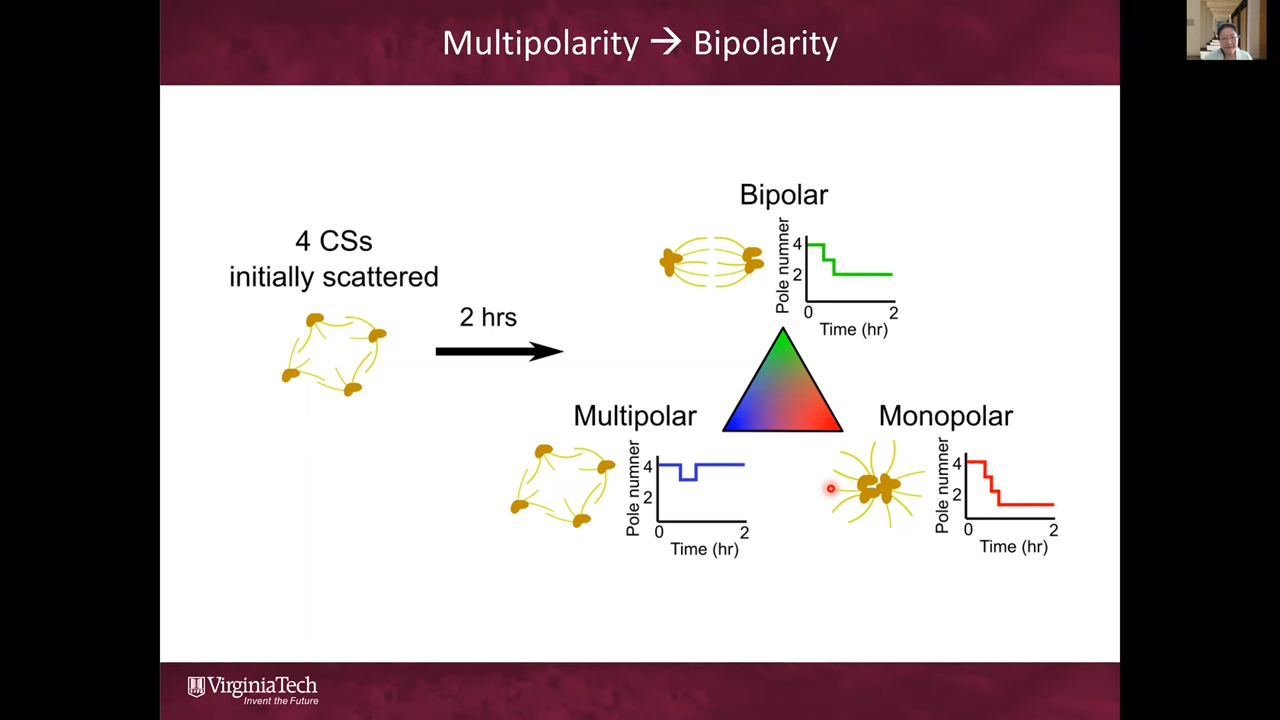 Multipolarity → Bipolarity
4 CSs
initially scattered
2 hrs
Bipolar
Pole numner
4
2
0
2
Time (hr)
Multipolar
Pole numner
4
2
0
2
Time (hr)
Monopolar
Pole numner
4
2
0
2
Time (hr)
VirginiaTech
Invent the Future